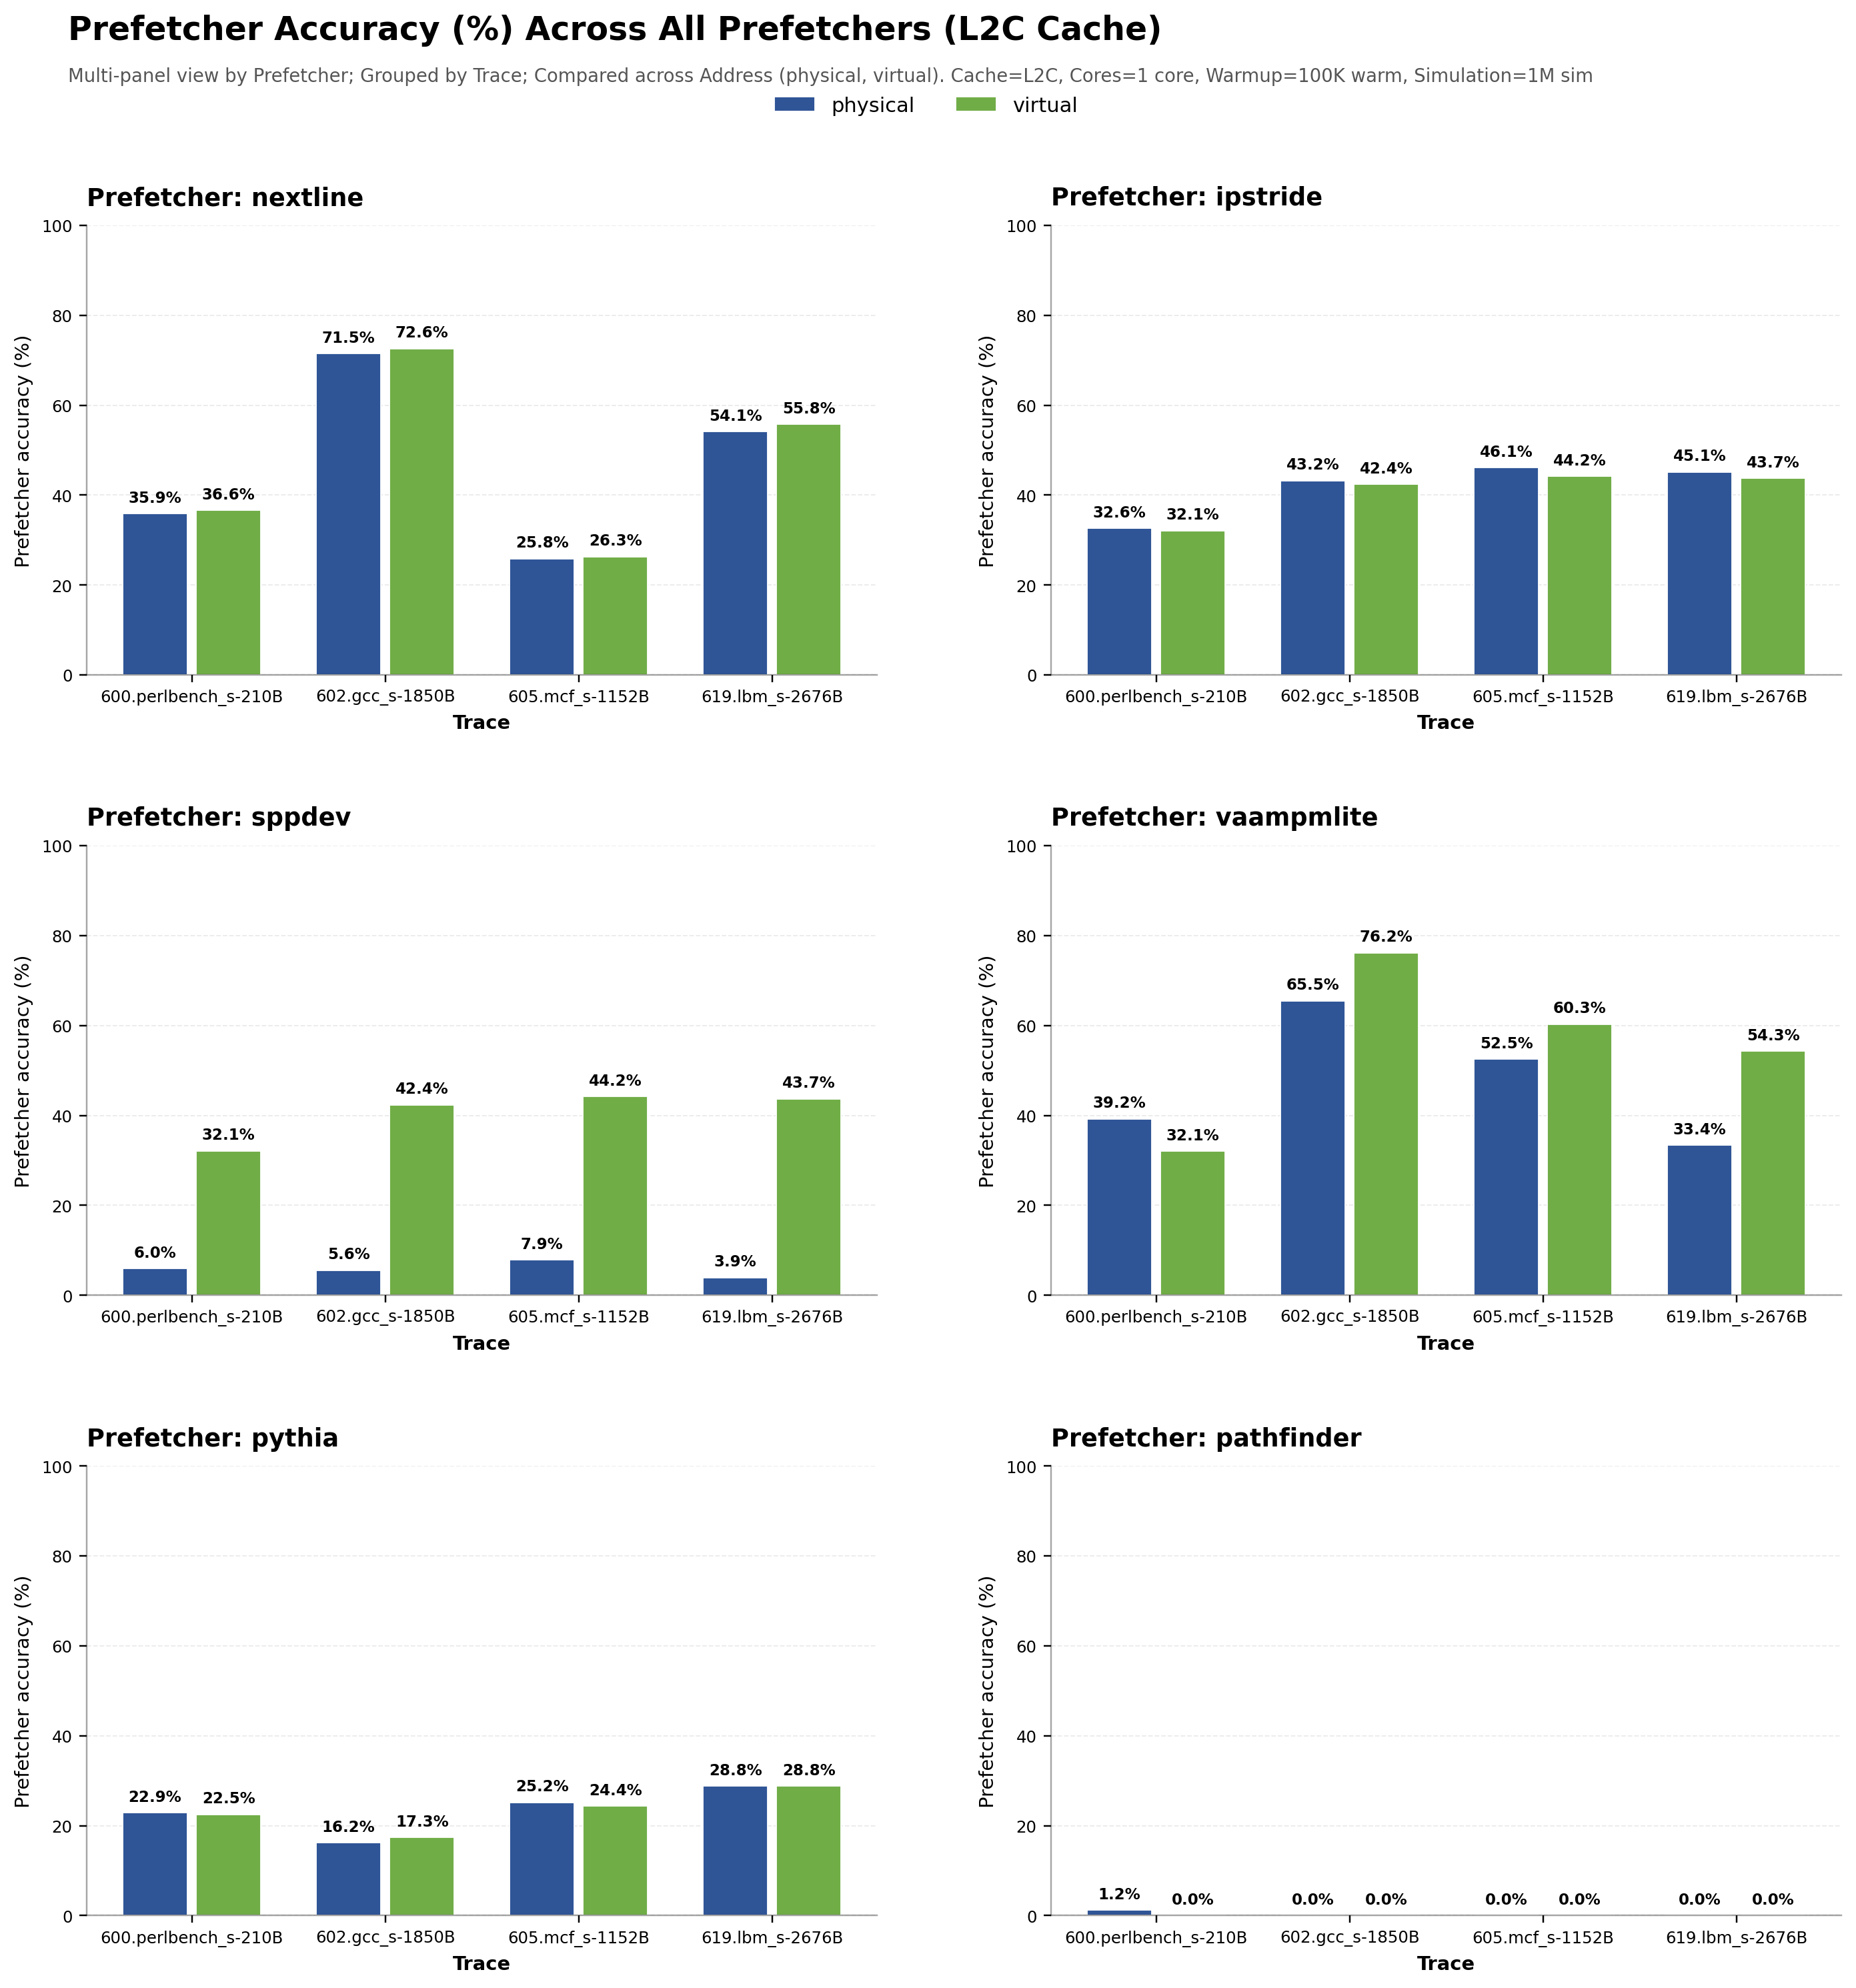 Prefetcher Accuracy (%) Across All Prefetchers (L2C Cache)
Multi-panel view by Prefetcher; Grouped by Trace; Compared across Address (physical, virtual). Cache=L2C, Cores=1 core, Warmup=100K warm, Simulation=1M sim
physical virtual
Prefetcher: nextline
Prefetcher accuracy (%)
100
80
60
40
20
0
35.9% 36.6% 71.5% 72.6% 25.8% 26.3% 54.1% 55.8%
600.perlbench_s-210B 602.gcc_s-1850B 605.mcf_s-1152B 619.lbm_s-2676B
Trace
Prefetcher: ipstride
Prefetcher accuracy (%)
100
80
60
40
20
0
32.6% 32.1% 43.2% 42.4% 46.1% 44.2% 45.1% 43.7%
600.perlbench_s-210B 602.gcc_s-1850B 605.mcf_s-1152B 619.lbm_s-2676B
Trace
Prefetcher: sppdev
Prefetcher accuracy (%)
100
80
60
40
20
0
6.0% 32.1% 5.6% 42.4% 7.9% 44.2% 3.9% 43.7%
600.perlbench_s-210B 602.gcc_s-1850B 605.mcf_s-1152B 619.lbm_s-2676B
Trace
Prefetcher: vaampmlite
Prefetcher accuracy (%)
100
80
60
40
20
0
39.2% 32.1% 65.5% 76.2% 52.5% 60.3% 33.4% 54.3%
600.perlbench_s-210B 602.gcc_s-1850B 605.mcf_s-1152B 619.lbm_s-2676B
Trace
Prefetcher: pythia
Prefetcher accuracy (%)
100
80
60
40
20
0
22.9% 22.5% 16.2% 17.3% 25.2% 24.4% 28.8% 28.8%
600.perlbench_s-210B 602.gcc_s-1850B 605.mcf_s-1152B 619.lbm_s-2676B
Trace
Prefetcher: pathfinder
Prefetcher accuracy (%)
100
80
60
40
20
0
1.2% 0.0% 0.0% 0.0% 0.0% 0.0% 0.0% 0.0%
600.perlbench_s-210B 602.gcc_s-1850B 605.mcf_s-1152B 619.lbm_s-2676B
Trace